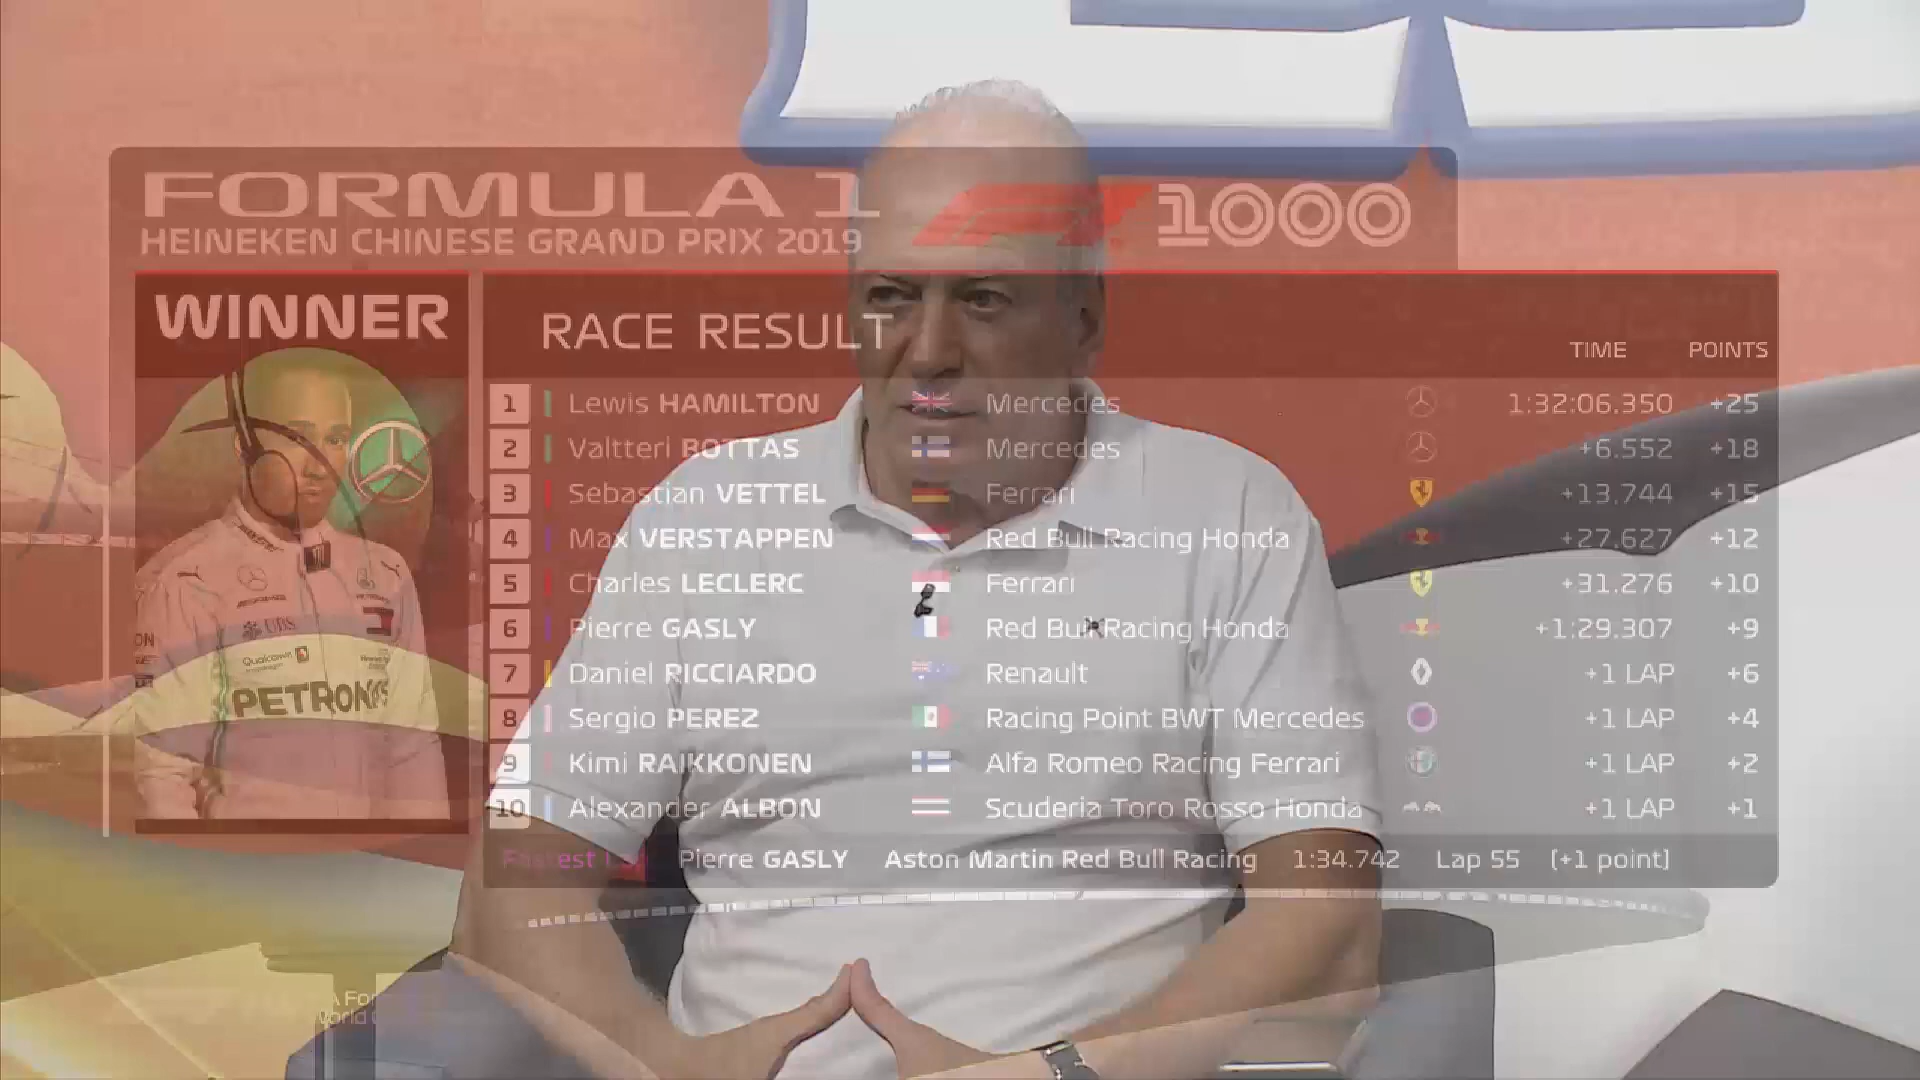 FORMULA 1 F1 1000
HEINEKEN CHINESE GRAND PRIX 2019
WINNER
RACE RESULT TIME POINTS
1 Lewis HAMILTON Mercedes 1:32:06.350 +25
2 Valtteri BOTTAS Mercedes +6.552 +18
3 Sebastian VETTEL Ferrari +13.744 +15
4 Max VERSTAPPEN Red Bull Racing Honda +27.627 +12
5 Charles LECLERC Ferrari +31.276 +10
6 Pierre GASLY Red Bull Racing Honda +1:29.307 +9
7 Daniel RICCIARDO Renault +1 LAP +6
8 Sergio PEREZ Racing Point BWT Mercedes +1 LAP +4
9 Kimi RAIKKONEN Alfa Romeo Racing Ferrari +1 LAP +2
10 Alexander ALBON Scuderia Toro Rosso Honda +1 LAP +1
Fastest Pierre GASLY Aston Martin Red Bull Racing 1:34.742 Lap 55 [+1 point]
UBS
Qualcomm
PETRONAS